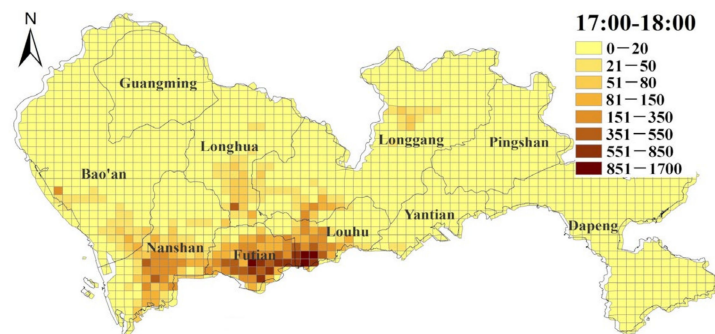 N
17:00-18:00
0－20
21－50
51－80
81－150
151－350
351－550
551－850
851－1700
Guangming
Longhua
Longgang
Pingshan
Bao'an
Louhu
Yantian
Dapeng
Nanshan
Futian